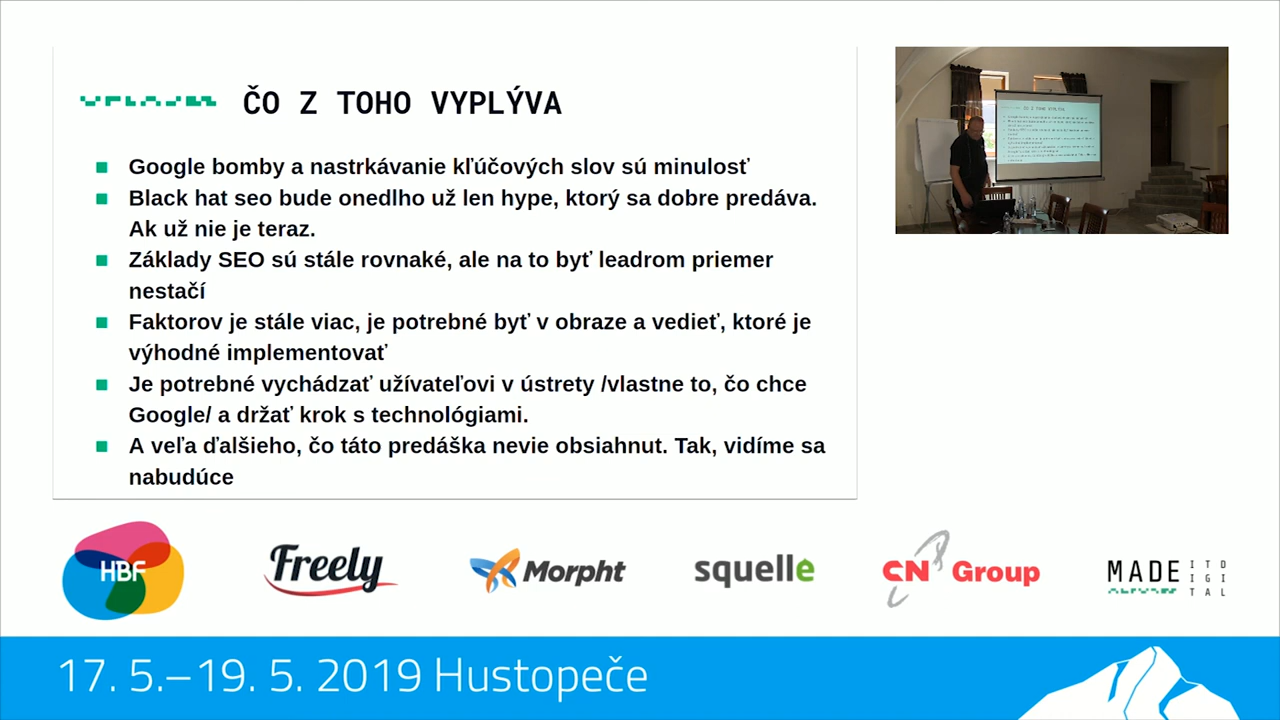 ČO Z TOHO VYPLÝVA
Google bomby a nastrkávanie kľúčových slov sú minulosť
Black hat seo bude onedlho už len hype, ktorý sa dobre predáva.
Ak už nie je teraz.
Základy SEO sú stále rovnaké, ale na to byť leadrom priemer
nestačí
Faktorov je stále viac, je potrebné byť v obraze a vedieť, ktoré je
výhodné implementovať
Je potrebné vychádzať užívateľovi v ústrety /vlastne to, čo chce
Google/ a držať krok s technológiami.
A veľa ďalšieho, čo táto predáška nevie obsiahnut. Tak, vidíme sa
nabudúce
HBF
Freely
Morpht
squelle
CN Group
MADE
ITD
IGI
TAL
17. 5.–19. 5. 2019 Hustopeče